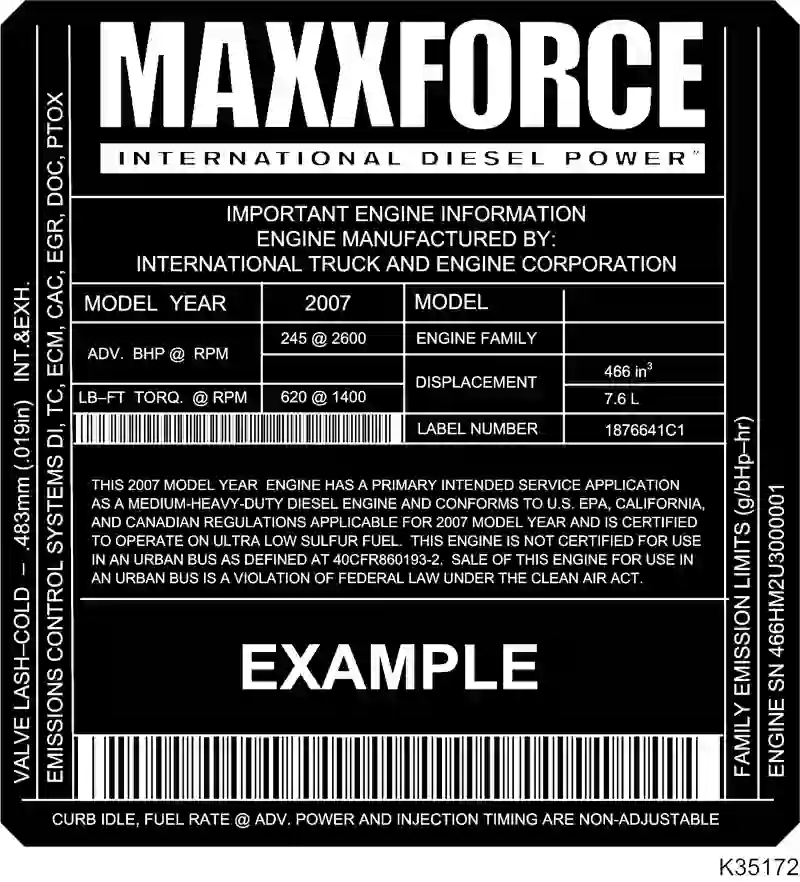 MAXXFORCE
INTERNATIONAL DIESEL POWER™
IMPORTANT ENGINE INFORMATION
ENGINE MANUFACTURED BY:
INTERNATIONAL TRUCK AND ENGINE CORPORATION
MODEL YEAR 2007 MODEL
ADV. BHP @ RPM 245 @ 2600 ENGINE FAMILY
DISPLACEMENT 466 in³
7.6 L
LB–FT TORQ. @ RPM 620 @ 1400
LABEL NUMBER 1876641C1
THIS 2007 MODEL YEAR ENGINE HAS A PRIMARY INTENDED SERVICE APPLICATION
AS A MEDIUM-HEAVY-DUTY DIESEL ENGINE AND CONFORMS TO U.S. EPA, CALIFORNIA,
AND CANADIAN REGULATIONS APPLICABLE FOR 2007 MODEL YEAR AND IS CERTIFIED
TO OPERATE ON ULTRA LOW SULFUR FUEL. THIS ENGINE IS NOT CERTIFIED FOR USE
IN AN URBAN BUS AS DEFINED AT 40CFR860193-2. SALE OF THIS ENGINE FOR USE IN
AN URBAN BUS IS A VIOLATION OF FEDERAL LAW UNDER THE CLEAN AIR ACT.
EXAMPLE
VALVE LASH–COLD – .483mm (.019in) INT.&EXH.
EMISSIONS CONTROL SYSTEMS DI, TC, ECM, CAC, EGR, DOC, PTOX
FAMILY EMISSION LIMITS (g/bHp–hr)
ENGINE SN 466HM2U3000001
CURB IDLE, FUEL RATE @ ADV. POWER AND INJECTION TIMING ARE NON-ADJUSTABLE
K35172